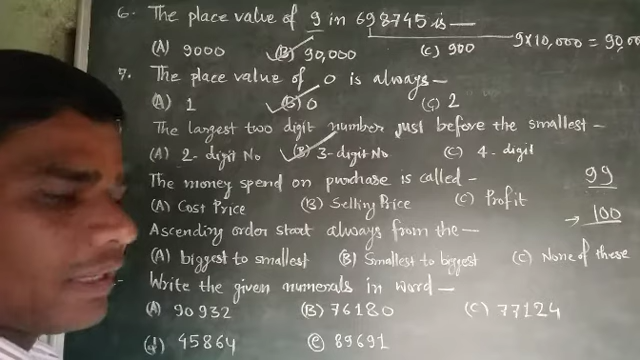 6. The place value of 9 in 698745 is —
9×10,000 = 90,00
(A) 9000 (B) 90,000 (C) 900
7. The place value of 0 is always —
(A) 1 (B) 0 (C) 2
The largest two digit number just before the smallest —
(A) 2-digit No (B) 3-digit No (C) 4-digit
99
The money spend on purchase is called —
(A) Cost Price (B) Selling Price (C) Profit
→ 100
Ascending order start always from the —
(A) biggest to smallest (B) Smallest to biggest (C) None of these
Write the given numerals in word —
(A) 90932 (B) 76180 (C) 77124
(d) 45864 (e) 89691